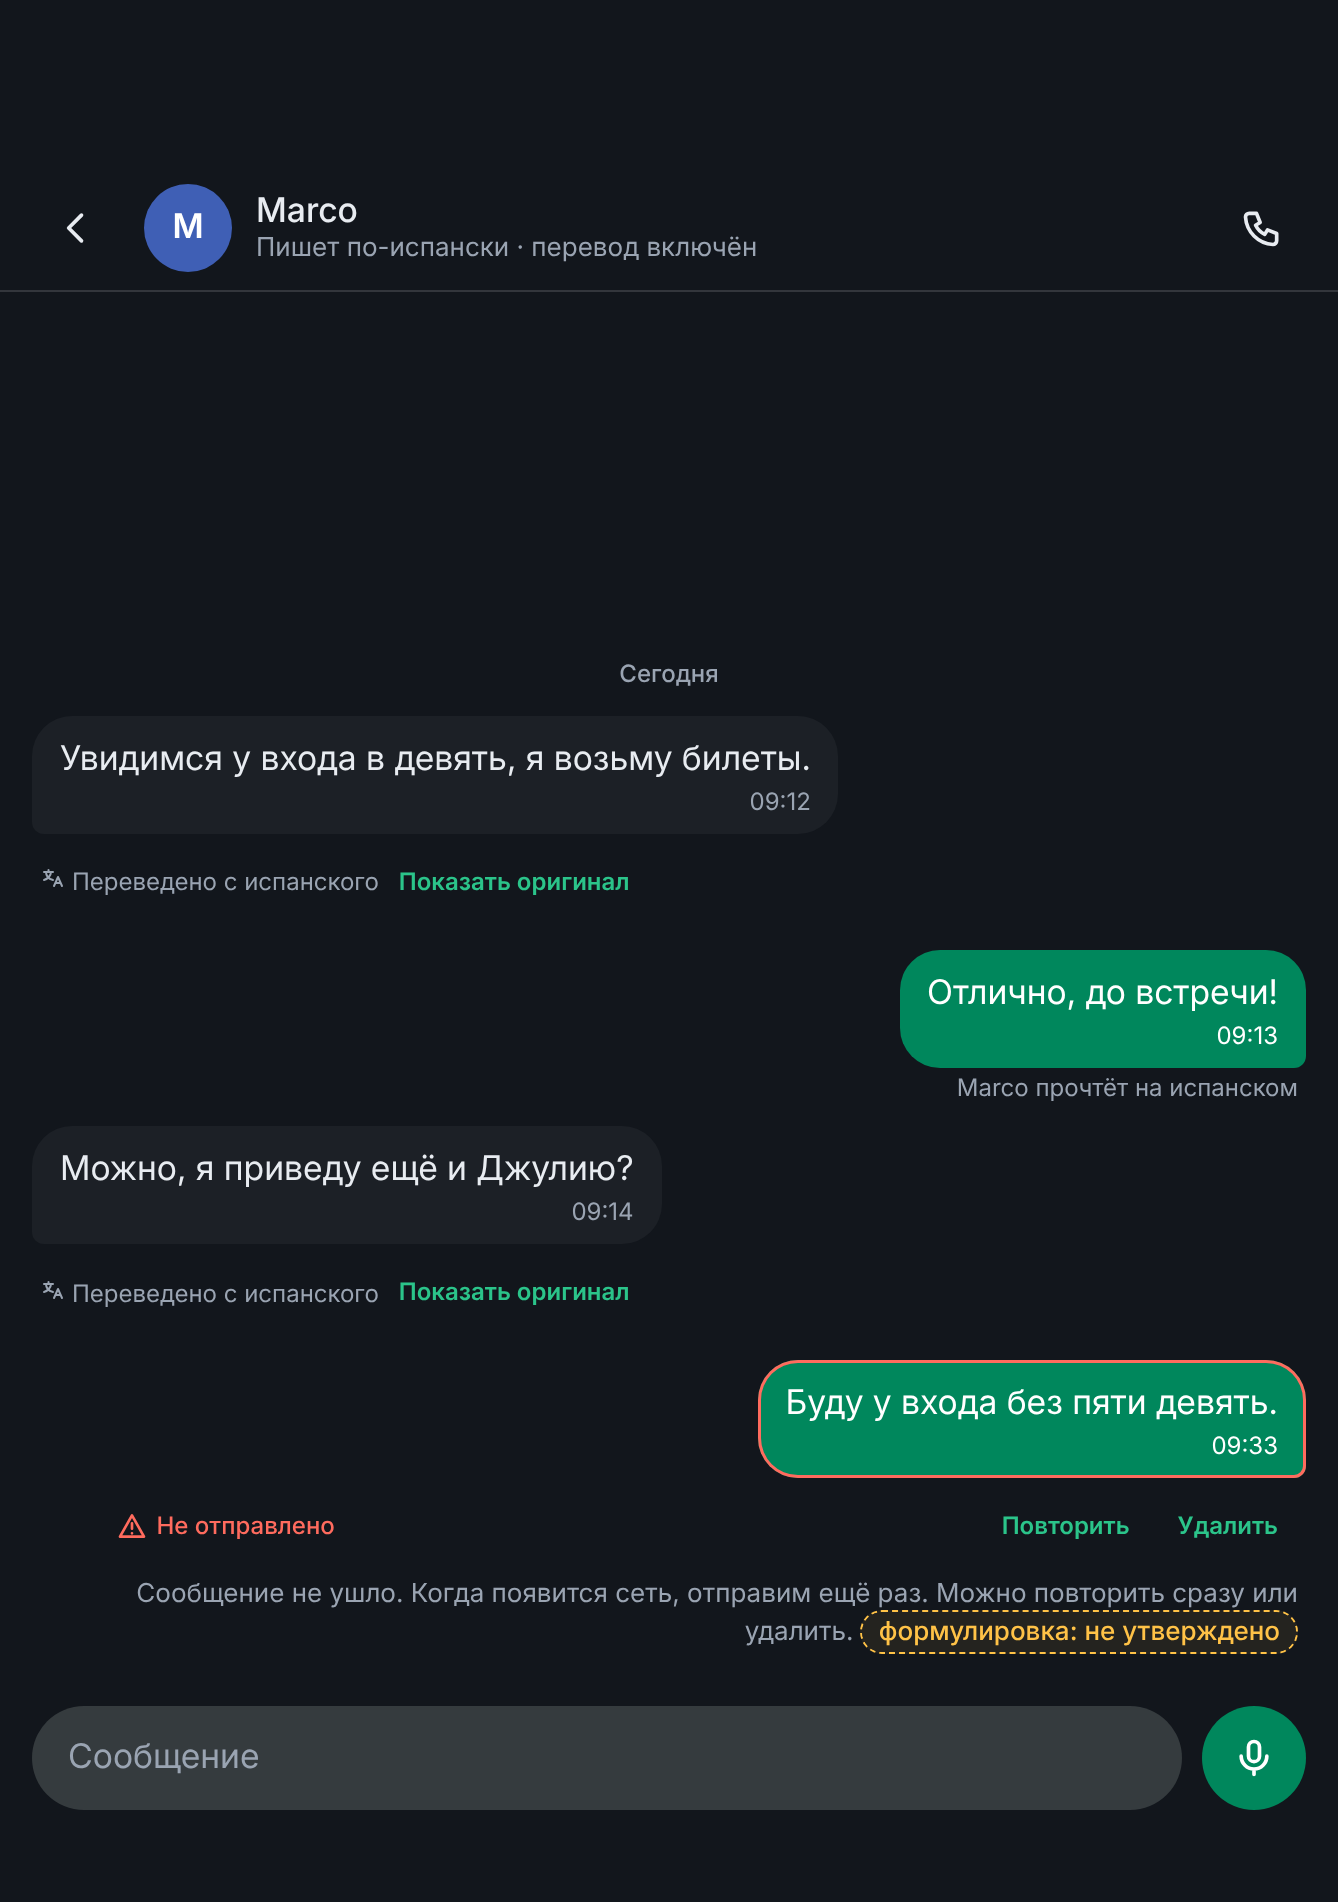 M
Marco
Пишет по-испански · перевод включён
Сегодня
Увидимся у входа в девять, я возьму билеты.
09:12
Переведено с испанского Показать оригинал
Отлично, до встречи!
09:13
Marco прочтёт на испанском
Можно, я приведу ещё и Джулию?
09:14
Переведено с испанского Показать оригинал
Буду у входа без пяти девять.
09:33
Не отправлено Повторить Удалить
Сообщение не ушло. Когда появится сеть, отправим ещё раз. Можно повторить сразу или
удалить. формулировка: не утверждено
Сообщение